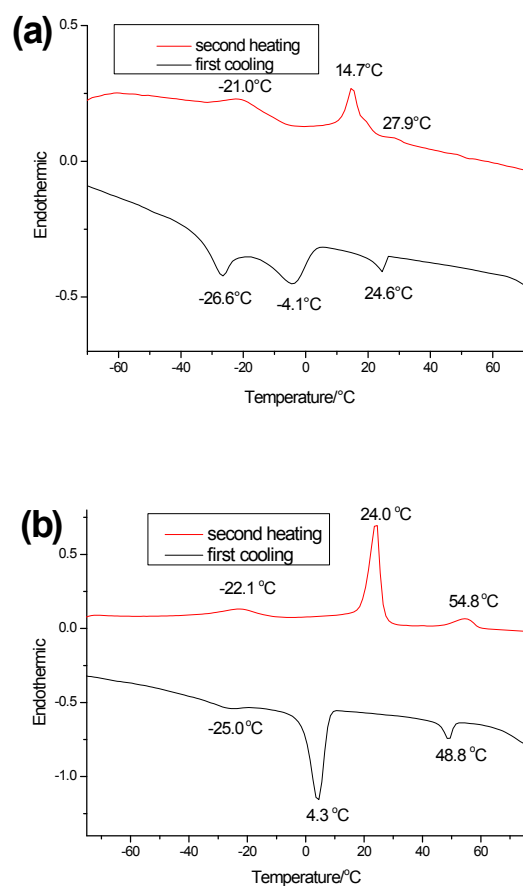 (a)
second heating
first cooling
-21.0°C
14.7°C
27.9°C
-26.6°C
-4.1°C
24.6°C
0.5
0.0
-0.5
Endothermic
-60 -40 -20 0 20 40 60
Temperature/°C
(b)
second heating
first cooling
24.0 °C
-22.1 °C
54.8 °C
-25.0°C
48.8 °C
4.3 °C
0.5
0.0
-0.5
-1.0
Endothermic
-60 -40 -20 0 20 40 60
Temperature/°C